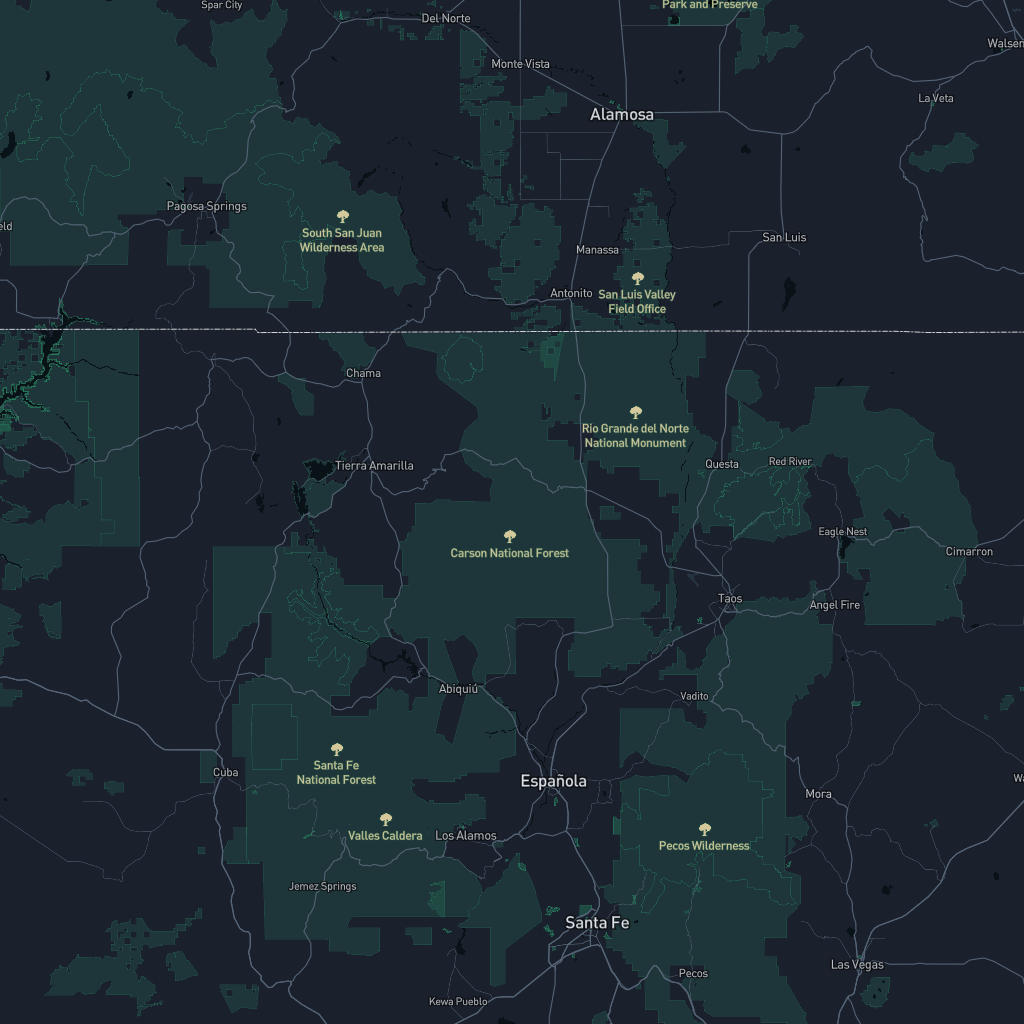 Park and Preserve
Spar City
Del Norte
Walsen
Monte Vista
La Veta
Alamosa
Pagosa Springs
eld
South San Juan
Wilderness Area
San Luis
Manassa
Antonito
San Luis Valley
Field Office
Chama
Rio Grande del Norte
National Monument
Tierra Amarilla
Questa
Red River
Eagle Nest
Carson National Forest
Cimarron
Taos
Angel Fire
Abiquiú
Vadito
Santa Fe
National Forest
Cuba
Española
Wa
Mora
Valles Caldera
Los Alamos
Pecos Wilderness
Jemez Springs
Santa Fe
Las Vegas
Pecos
Kewa Pueblo